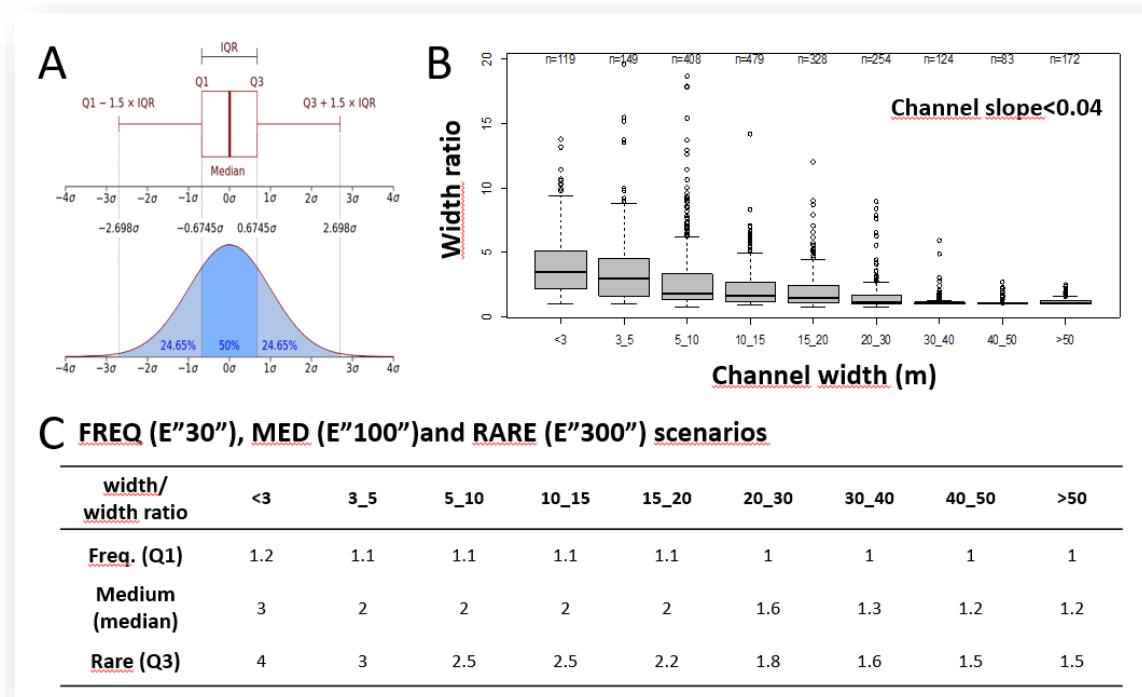 A
IQR
Q1 Q3
Q1 − 1.5 × IQR Q3 + 1.5 × IQR
Median
−4σ −3σ −2σ −1σ 0σ 1σ 2σ 3σ 4σ
−2.698σ −0.6745σ 0.6745σ 2.698σ
24.65% 50% 24.65%
−4σ −3σ −2σ −1σ 0σ 1σ 2σ 3σ 4σ
B
n=119 n=149 n=408 n=479 n=328 n=254 n=124 n=83 n=172
Channel slope<0.04
Width ratio
20
15
10
5
0
<3 3_5 5_10 10_15 15_20 20_30 30_40 40_50 >50
Channel width (m)
C FREQ (E”30”), MED (E”100”)and RARE (E”300”) scenarios
width/
width ratio <3 3_5 5_10 10_15 15_20 20_30 30_40 40_50 >50
Freq. (Q1) 1.2 1.1 1.1 1.1 1.1 1 1 1 1
Medium
(median) 3 2 2 2 2 1.6 1.3 1.2 1.2
Rare (Q3) 4 3 2.5 2.5 2.2 1.8 1.6 1.5 1.5